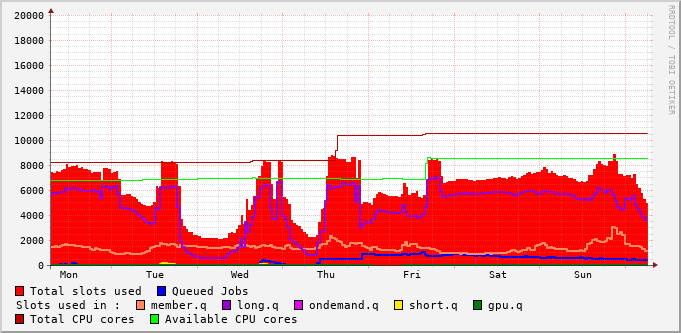 20000
18000
16000
14000
12000
10000
8000
6000
4000
2000
0
Mon Tue Wed Thu Fri Sat Sun
RRDTOOL / TOBI OETIKER
Total slots used Queued Jobs
Slots used in : member.q long.q ondemand.q short.q gpu.q
Total CPU cores Available CPU cores